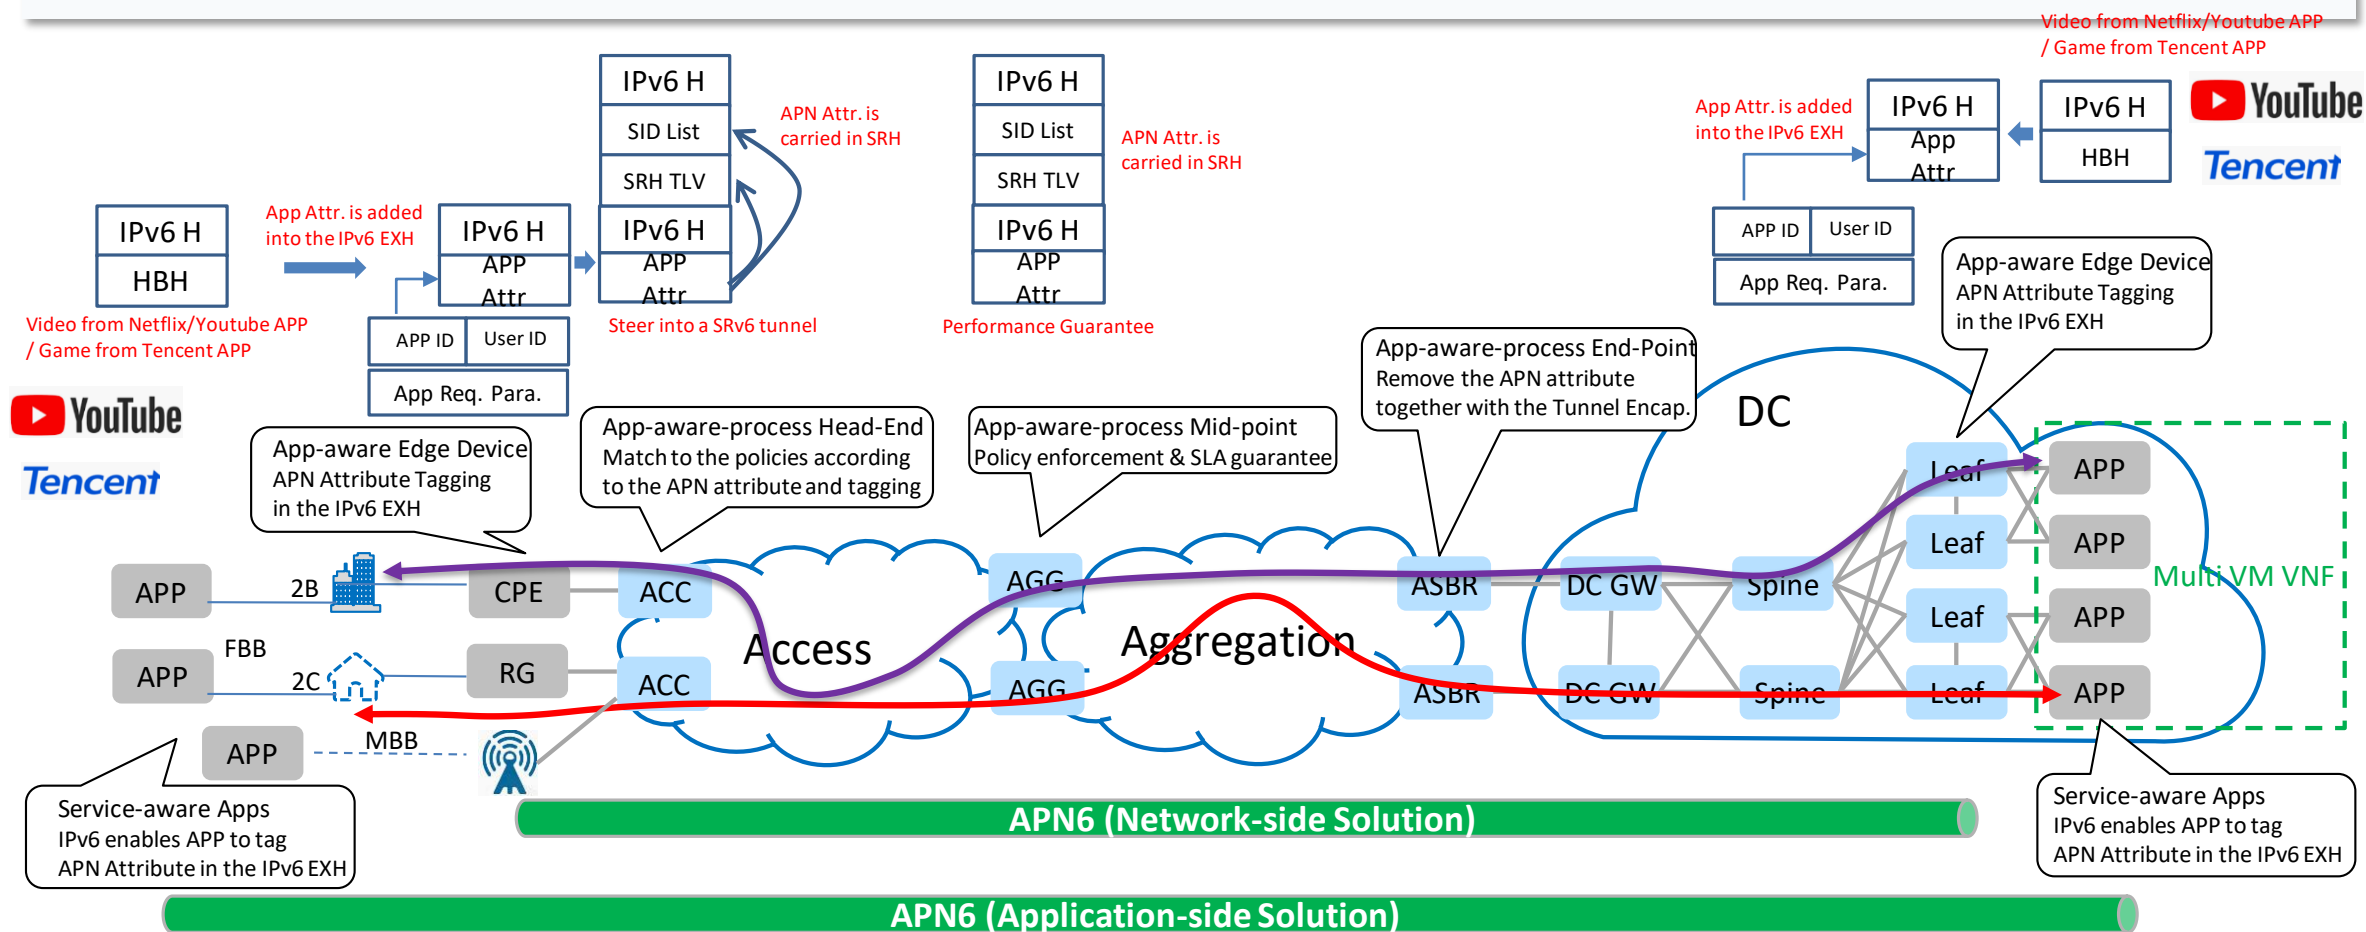 Video from Netflix/Youtube APP
/ Game from Tencent APP
IPv6 H
SID List
SRH TLV
IPv6 H
APP
Attr
APN Attr. is
carried in SRH
IPv6 H
SID List
SRH TLV
IPv6 H
APP
Attr
APN Attr. is
carried in SRH
App Attr. is added
into the IPv6 EXH
IPv6 H
App
Attr
IPv6 H
HBH
YouTube
Tencent
APP ID
User ID
App Req. Para.
IPv6 H
HBH
App Attr. is added
into the IPv6 EXH
IPv6 H
APP
Attr
Video from Netflix/Youtube APP
/ Game from Tencent APP
APP ID
User ID
App Req. Para.
Steer into a SRv6 tunnel
Performance Guarantee
YouTube
Tencent
App-aware Edge Device
APN Attribute Tagging
in the IPv6 EXH
App-aware-process Head-End
Match to the policies according
to the APN attribute and tagging
App-aware-process Mid-point
Policy enforcement & SLA guarantee
App-aware-process End-Point
Remove the APN attribute
together with the Tunnel Encap.
App-aware Edge Device
APN Attribute Tagging
in the IPv6 EXH
DC
APP
2B
CPE
ACC
AGG
ASBR
DC GW
Spine
Leaf
APP
Leaf
APP
Multi VM VNF
Leaf
APP
Access
Aggregation
FBB
APP
2C
RG
ACC
AGG
ASBR
DC GW
Spine
Leaf
APP
APP
MBB
Service-aware Apps
IPv6 enables APP to tag
APN Attribute in the IPv6 EXH
Service-aware Apps
IPv6 enables APP to tag
APN Attribute in the IPv6 EXH
APN6 (Network-side Solution)
APN6 (Application-side Solution)